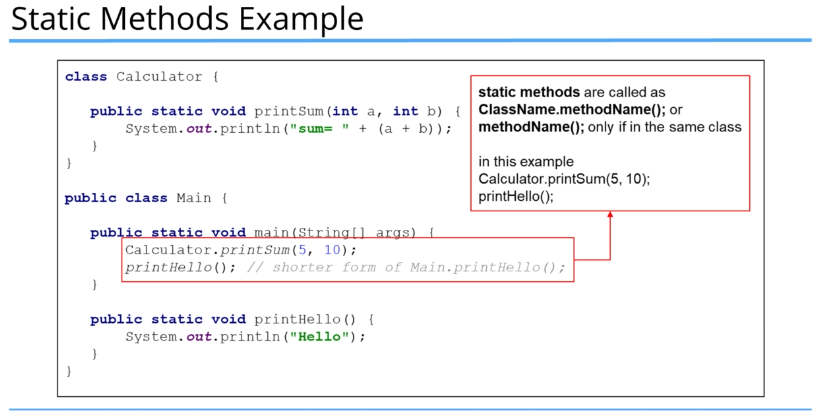 Static Methods Example
class Calculator {
public static void printSum(int a, int b) {
System.out.println("sum= " + (a + b));
}
}
public class Main {
public static void main(String[] args) {
Calculator.printSum(5, 10);
printHello(); // shorter form of Main.printHello();
}
public static void printHello() {
System.out.println("Hello");
}
}
static methods are called as
ClassName.methodName(); or
methodName(); only if in the same class
in this example
Calculator.printSum(5, 10);
printHello();